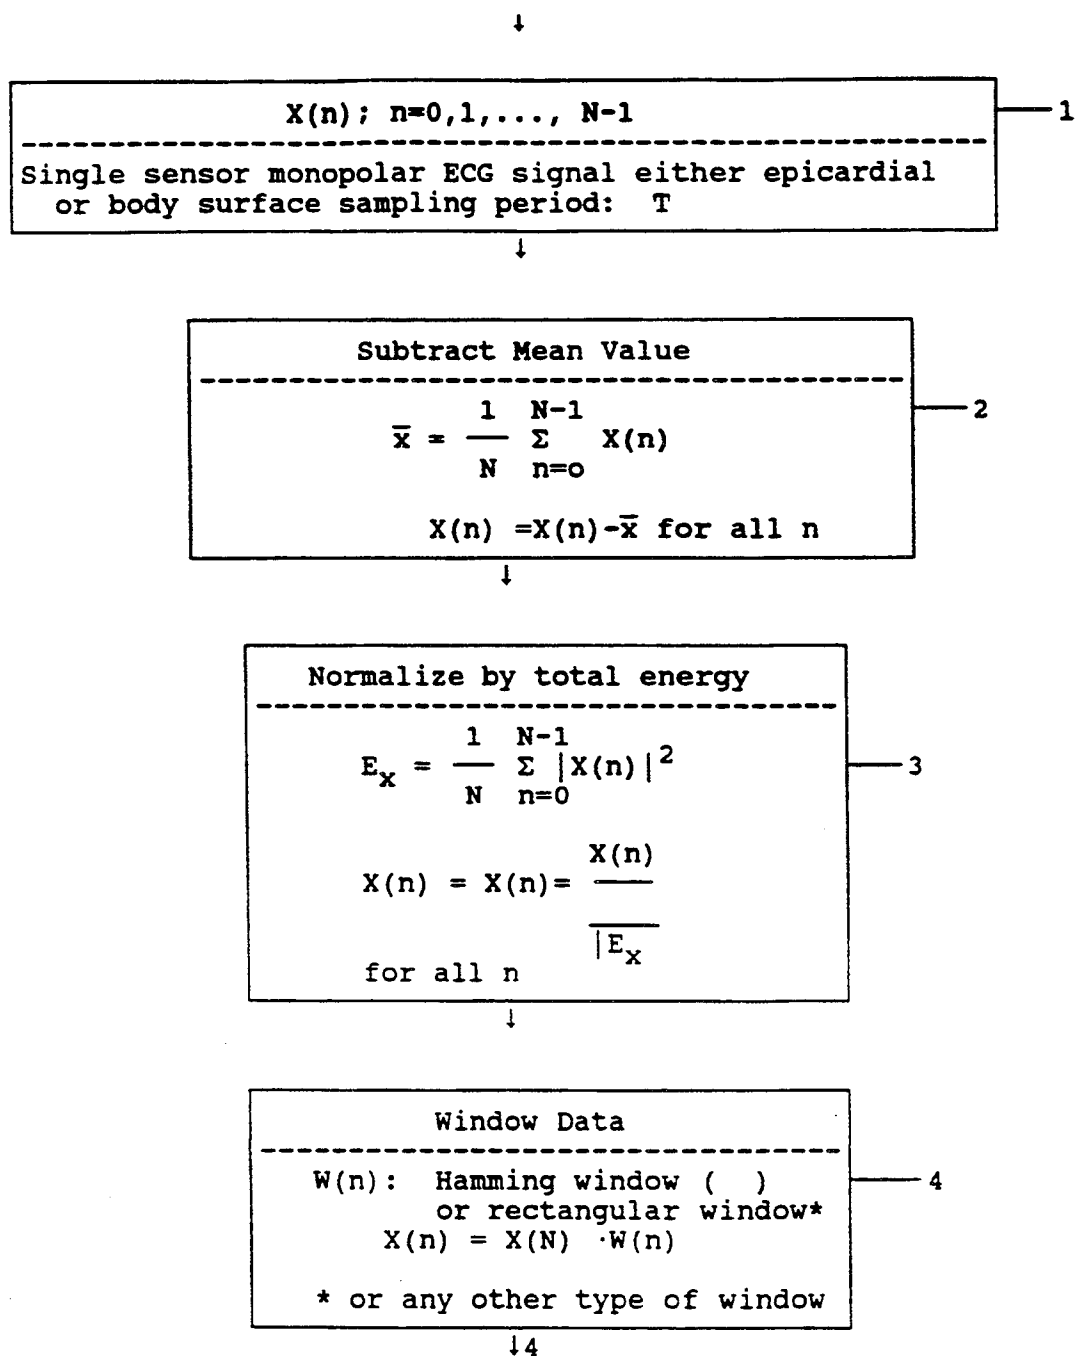 ↓
X(n); n=0,1,..., N-1
1
Single sensor monopolar ECG signal either epicardial
or body surface sampling period: T
↓
Subtract Mean Value
2
1 N-1
x̅ = — Σ X(n)
N n=o
X(n) =X(n)-x̅ for all n
↓
Normalize by total energy
1 N-1
Ex = — Σ |X(n)|²
3
N n=0
X(n)
X(n) = X(n)= —
|Ex
for all n
↓
Window Data
W(n): Hamming window ( )
4
or rectangular window*
X(n) = X(N) ·W(n)
* or any other type of window
↓4